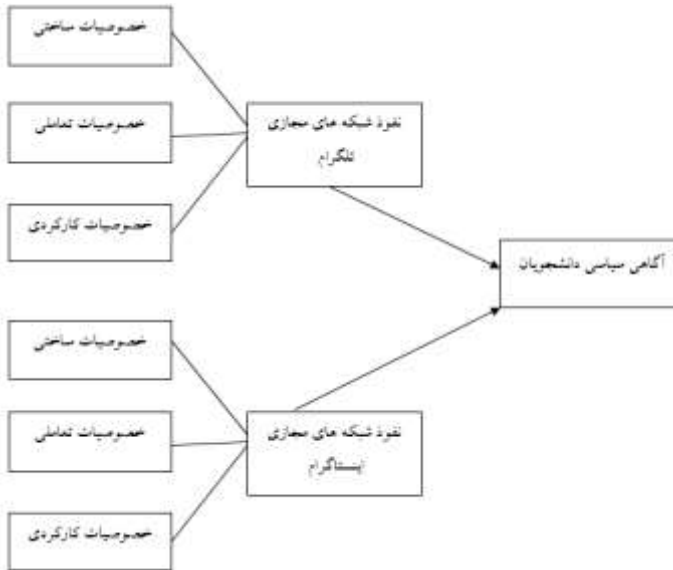 خصوصیات ساختی
خصوصیات تعاملی
خصوصیات کارکردی
نفوذ شبکه های مجازی
تلگرام
آگاهی سیاسی دانشجویان
خصوصیات ساختی
خصوصیات تعاملی
خصوصیات کارکردی
نفوذ شبکه های مجازی
اینستاگرام